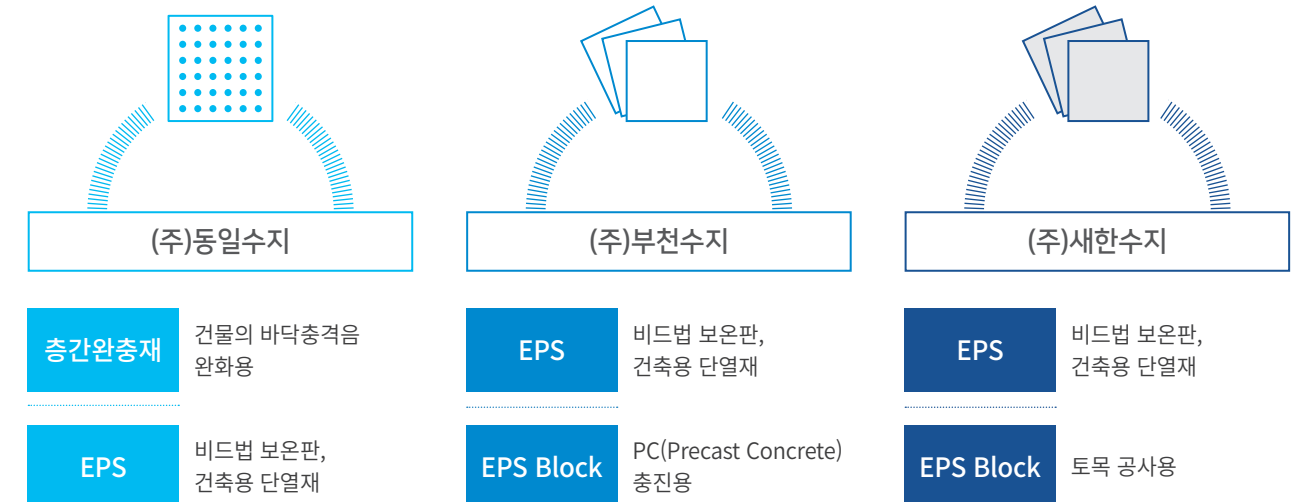 (주)동일수지
층간완충재
건물의 바닥충격음
완화용
EPS
비드법 보온판,
건축용 단열재
(주)부천수지
EPS
비드법 보온판,
건축용 단열재
EPS Block
PC(Precast Concrete)
충진용
(주)새한수지
EPS
비드법 보온판,
건축용 단열재
EPS Block
토목 공사용